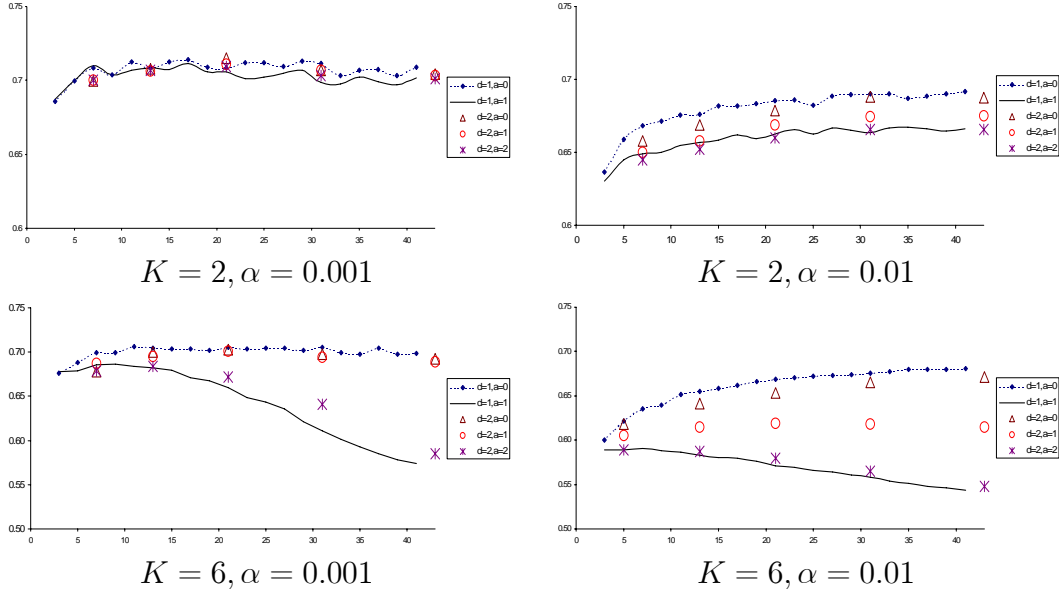 0.75
0.7
0.65
0.6
0 5 10 15 20 25 30 35 40
d=1,a=0
d=1,a=1
d=2,a=0
d=2,a=1
d=2,a=2
K = 2, α = 0.001
0.75
0.7
0.65
0.6
0 5 10 15 20 25 30 35 40
d=1,a=0
d=1,a=1
d=2,a=0
d=2,a=1
d=2,a=2
K = 2, α = 0.01
0.75
0.70
0.65
0.60
0.55
0.50
0 5 10 15 20 25 30 35 40
d=1,a=0
d=1,a=1
d=2,a=0
d=2,a=1
d=2,a=2
K = 6, α = 0.001
0.75
0.70
0.65
0.60
0.55
0.50
0 5 10 15 20 25 30 35 40
d=1,a=0
d=1,a=1
d=2,a=0
d=2,a=1
d=2,a=2
K = 6, α = 0.01